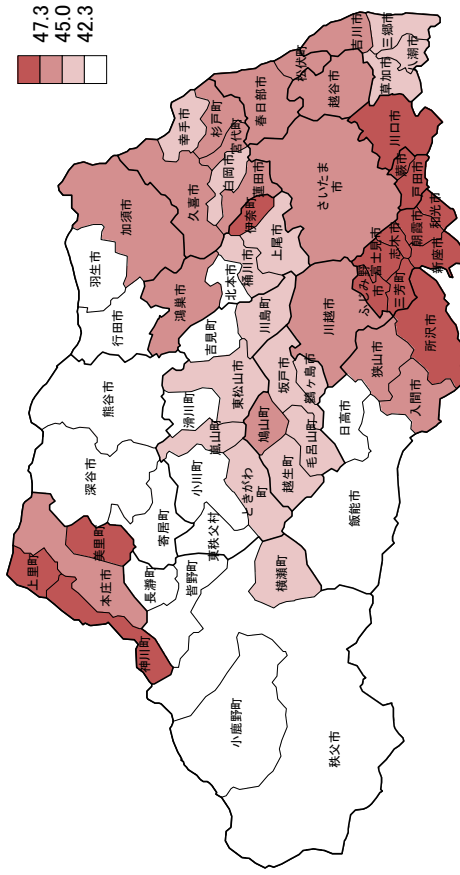 47.3
45.0
42.3
上里町
美里町
本庄市
神川町
深谷市
熊谷市
行田市
羽生市
加須市
久喜市
幸手市
杉戸町
宮代町
白岡市
春日部市
松伏町
吉川市
三郷市
八潮市
草加市
越谷市
蓮田市
伊奈町
さいたま
市
川口市
蕨市
戸田市
和光市
朝霞市
新座市
志木市
富士見市
ふじみ野
市
三芳町
所沢市
狭山市
入間市
川越市
上尾市
桶川市
北本市
鴻巣市
吉見町
川島町
東松山市
滑川町
嵐山町
小川町
寄居町
長瀞町
皆野町
東秩父村
ときがわ
町
鳩山町
坂戸市
鶴ヶ島市
毛呂山町
越生町
日高市
飯能市
横瀬町
小鹿野町
秩父市